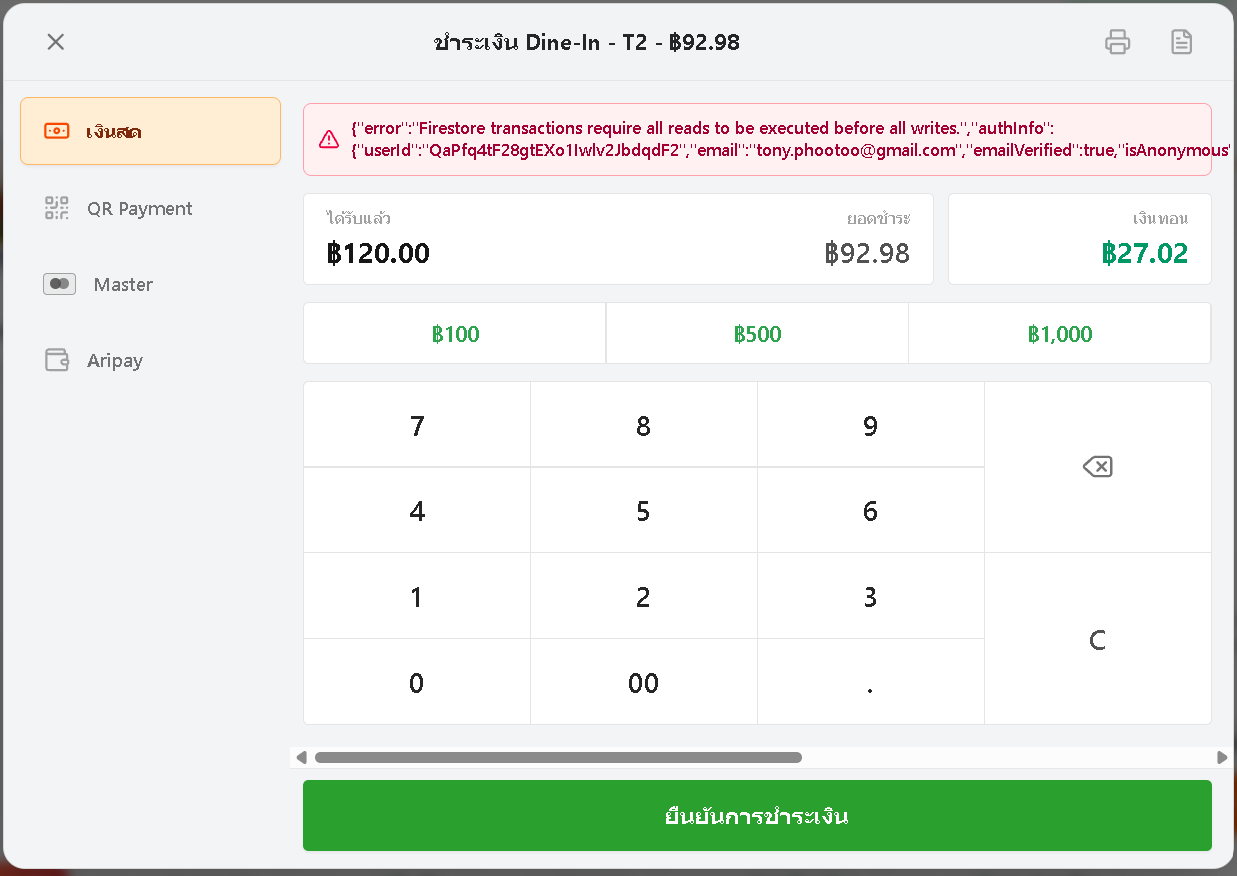 ชำระเงิน Dine-In - T2 - ฿92.98
เงินสด
QR Payment
Master
Aripay
{"error":"Firestore transactions require all reads to be executed before all writes.","authInfo":
{"userId":"QaPfq4tF28gtEXo1Iwlv2JbdqdF2","email":"tony.phootoo@gmail.com","emailVerified":true,"isAnonymous"
ได้รับแล้ว ยอดชำระ เงินทอน
฿120.00 ฿92.98 ฿27.02
฿100 ฿500 ฿1,000
7 8 9
4 5 6
1 2 3
C
0 00 .
ยืนยันการชำระเงิน